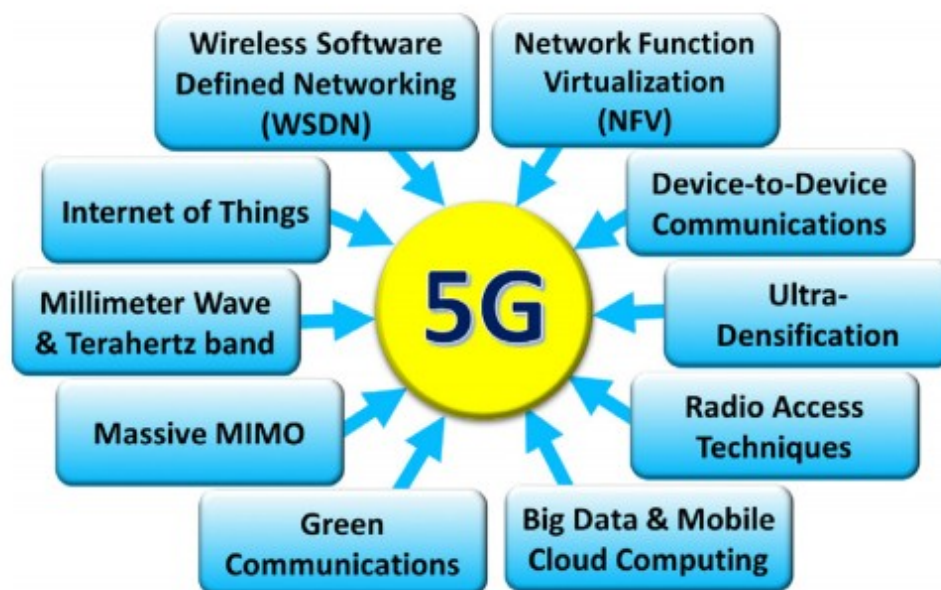 Wireless Software
Defined Networking
(WSDN)
Network Function
Virtualization
(NFV)
Internet of Things
Device-to-Device
Communications
Millimeter Wave
& Terahertz band
5G
Ultra-
Densification
Massive MIMO
Radio Access
Techniques
Green
Communications
Big Data & Mobile
Cloud Computing